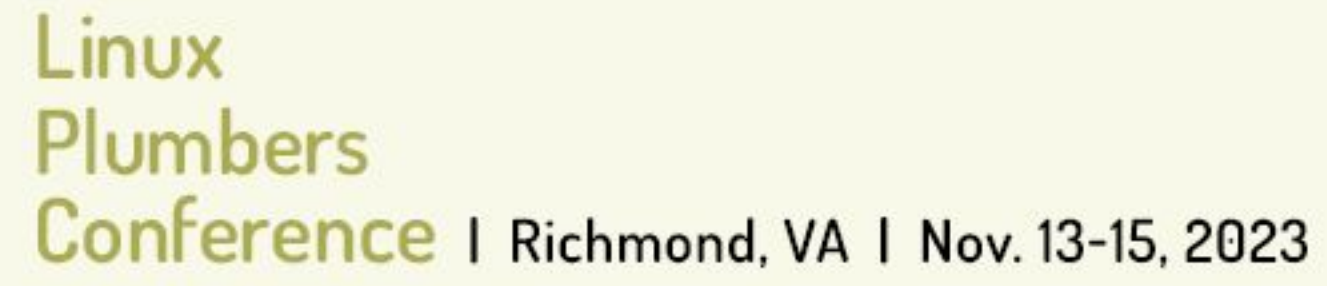 Linux
Plumbers
Conference | Richmond, VA | Nov. 13-15, 2023